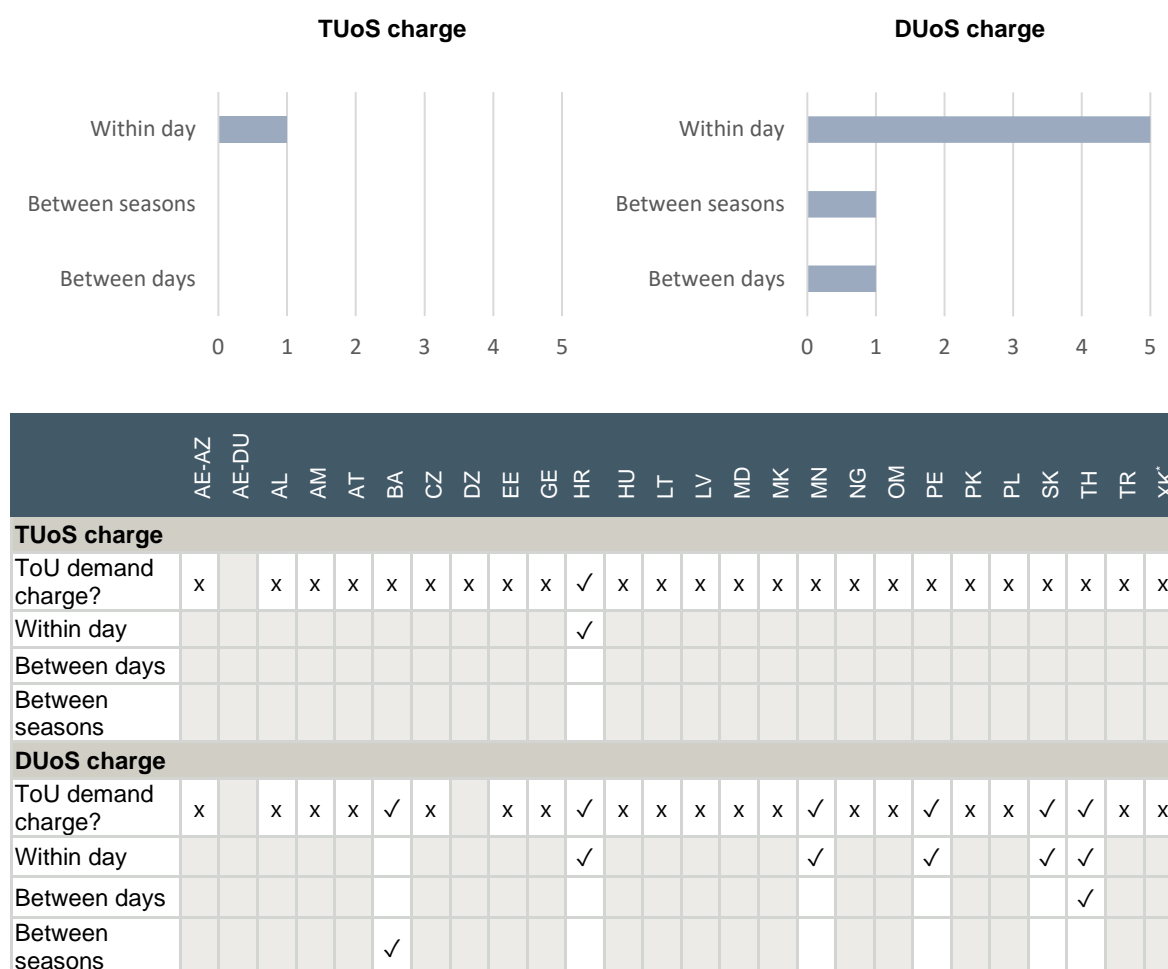 TUoS charge
DUoS charge
Within day
Between seasons
Between days
0 1 2 3 4 5
Within day
Between seasons
Between days
0 1 2 3 4 5
AE-AZ AE-DU AL AM AT BA CZ DZ EE GE HR HU LT LV MD MK MN NG OM PE PK PL SK TH TR XK*
TUoS charge
ToU demand
charge? x x x x x x x x x ✓ x x x x x x x x x x x x x x x
Within day ✓
Between days
Between
seasons
DUoS charge
ToU demand
charge? x x x x ✓ x x x ✓ x x x x x ✓ x x ✓ x x ✓ ✓ x x
Within day ✓ ✓ ✓ ✓ ✓
Between days ✓
Between
seasons ✓